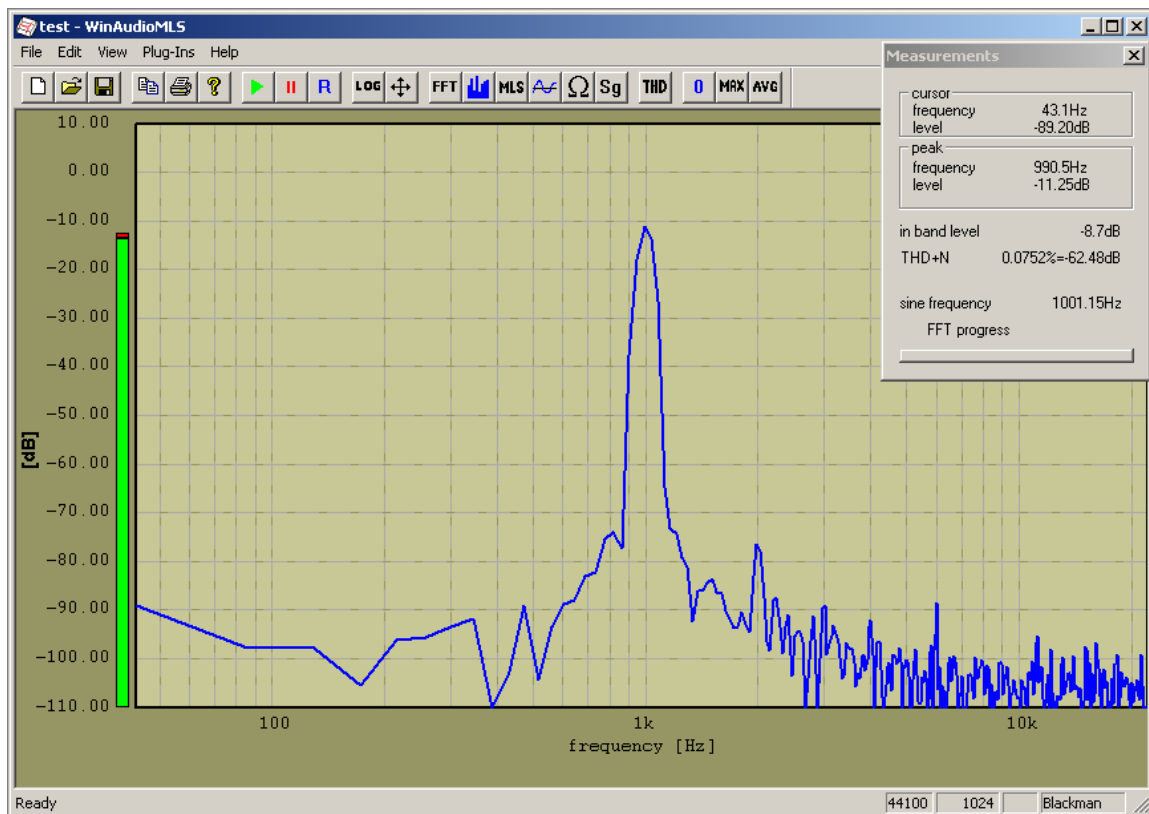 test - WinAudioMLS
File Edit View Plug-Ins Help
R LOG FFT MLS Ω Sg THD 0 MAX AVG
Measurements
cursor
frequency 43.1Hz
level -89.20dB
peak
frequency 990.5Hz
level -11.25dB
in band level -8.7dB
THD+N 0.0752%=-62.48dB
sine frequency 1001.15Hz
FFT progress
10.00
0.00
-10.00
-20.00
-30.00
-40.00
-50.00
[dB]
-60.00
-70.00
-80.00
-90.00
-100.00
-110.00
100 1k 10k
frequency [Hz]
Ready 44100 1024 Blackman